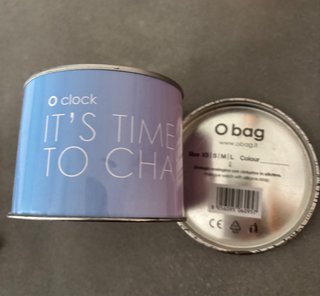 O clock
IT'S TIME
TO CHA
O bag
www.obag.it
Size XS|S|M|L Colour
CE